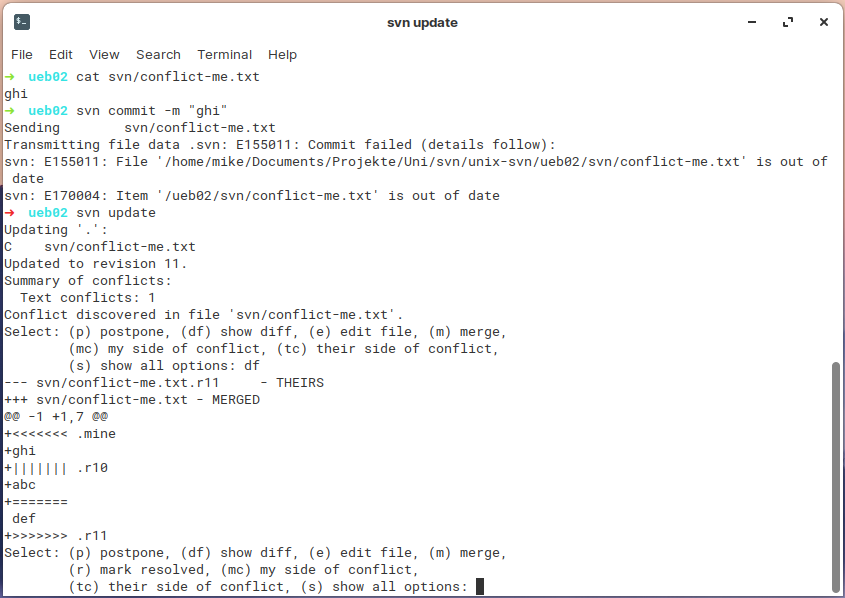 svn update
File Edit View Search Terminal Help
➜  ueb02 cat svn/conflict-me.txt
ghi
➜  ueb02 svn commit -m "ghi"
Sending        svn/conflict-me.txt
Transmitting file data .svn: E155011: Commit failed (details follow):
svn: E155011: File '/home/mike/Documents/Projekte/Uni/svn/unix-svn/ueb02/svn/conflict-me.txt' is out of
 date
svn: E170004: Item '/ueb02/svn/conflict-me.txt' is out of date
➜  ueb02 svn update
Updating '.':
C    svn/conflict-me.txt
Updated to revision 11.
Summary of conflicts:
  Text conflicts: 1
Conflict discovered in file 'svn/conflict-me.txt'.
Select: (p) postpone, (df) show diff, (e) edit file, (m) merge,
        (mc) my side of conflict, (tc) their side of conflict,
        (s) show all options: df
--- svn/conflict-me.txt.r11     - THEIRS
+++ svn/conflict-me.txt - MERGED
@@ -1 +1,7 @@
+<<<<<<< .mine
+ghi
+||||||| .r10
+abc
+=======
 def
+>>>>>>> .r11
Select: (p) postpone, (df) show diff, (e) edit file, (m) merge,
        (r) mark resolved, (mc) my side of conflict,
        (tc) their side of conflict, (s) show all options: